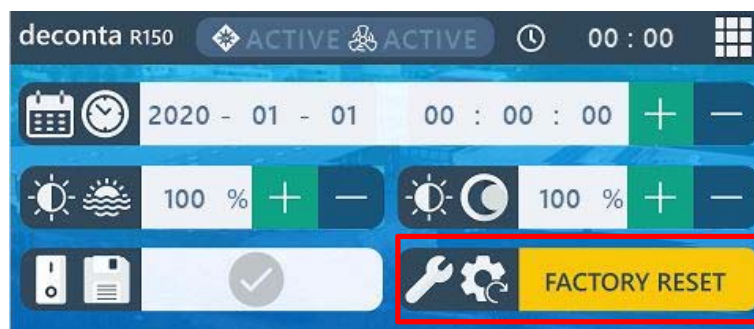 deconta R150 ACTIVE ACTIVE 00 : 00
2020 - 01 - 01 00 : 00 : 00 + −
100 % + − 100 % + −
FACTORY RESET